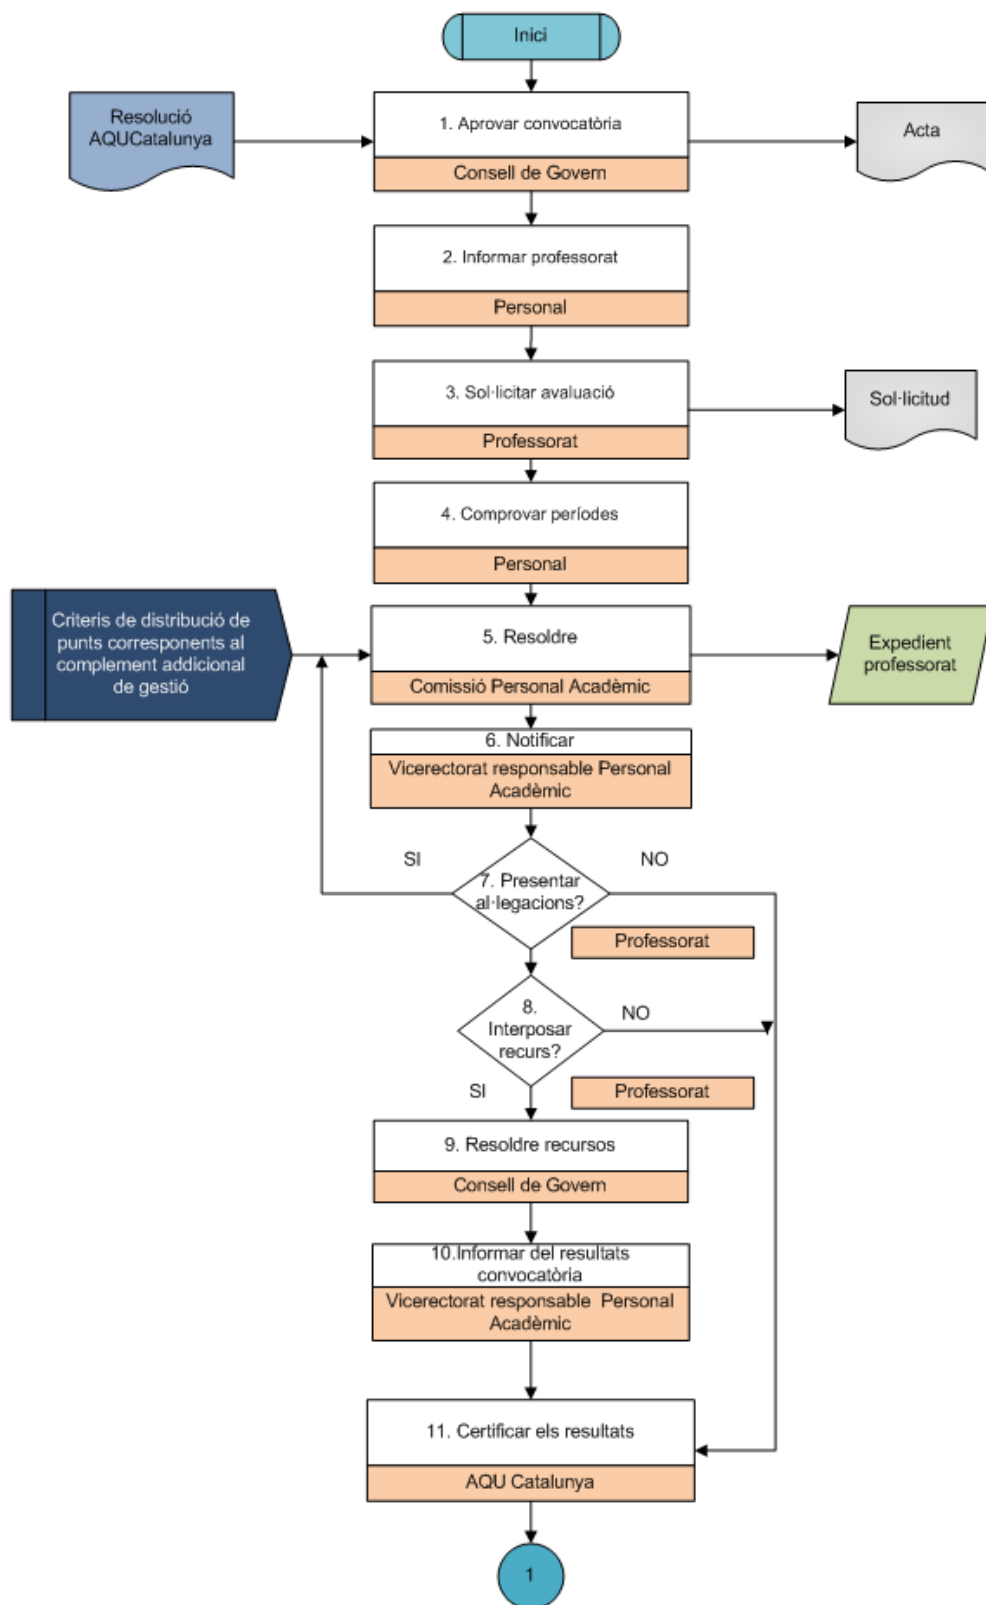 Inici
Resolució
AQUCatalunya
1. Aprovar convocatòria
Consell de Govern
Acta
2. Informar professorat
Personal
3. Sol·licitar avaluació
Professorat
Sol·licitud
4. Comprovar períodes
Personal
Criteris de distribució de
punts corresponents al
complement addicional
de gestió
5. Resoldre
Comissió Personal Acadèmic
Expedient
professorat
6. Notificar
Vicerectorat responsable Personal
Acadèmic
SI
NO
7. Presentar
al·legacions?
Professorat
8.
Interposar
recurs?
NO
SI
Professorat
9. Resoldre recursos
Consell de Govern
10.Informar del resultats
convocatòria
Vicerectorat responsable  Personal
Acadèmic
11. Certificar els resultats
AQU Catalunya
1